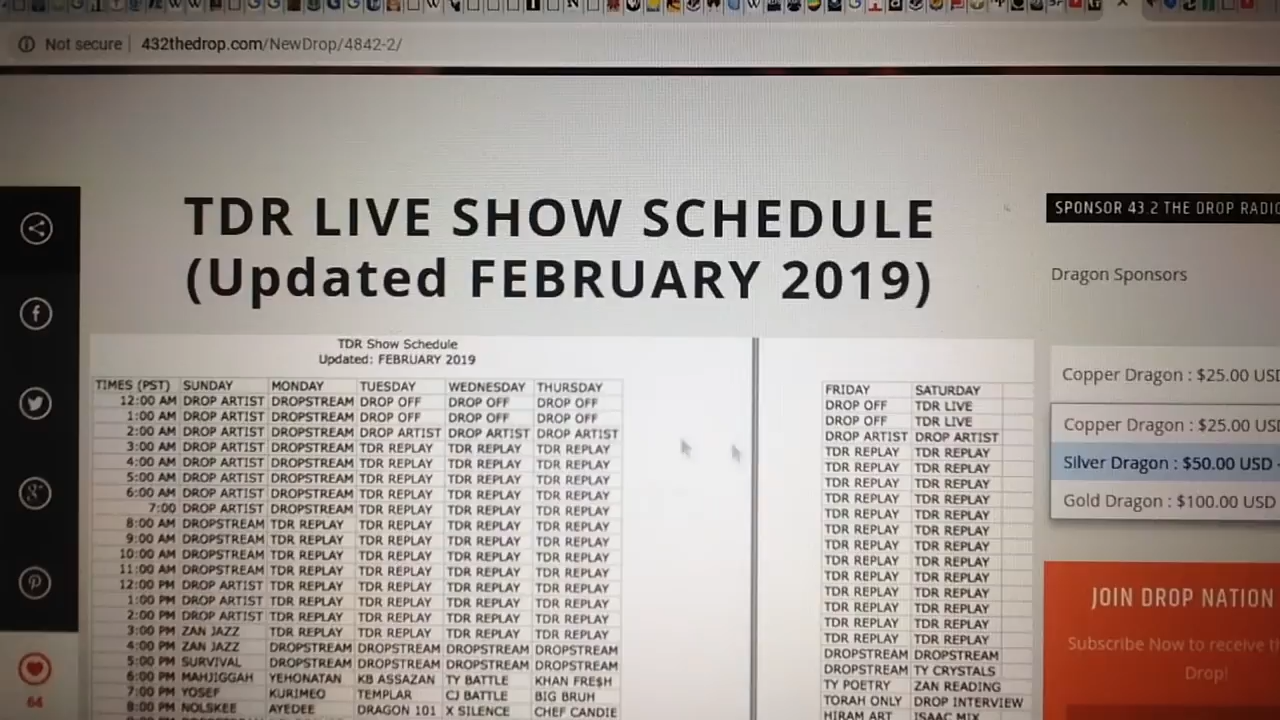 Not secure | 432thedrop.com/NewDrop/4842-2/
TDR LIVE SHOW SCHEDULE
(Updated FEBRUARY 2019)
TDR Show Schedule
Updated: FEBRUARY 2019
TIMES (PST) SUNDAY MONDAY TUESDAY WEDNESDAY THURSDAY
12:00 AM DROP ARTIST DROPSTREAM DROP OFF DROP OFF DROP OFF
1:00 AM DROP ARTIST DROPSTREAM DROP OFF DROP OFF DROP OFF
2:00 AM DROP ARTIST DROPSTREAM DROP ARTIST DROP ARTIST DROP ARTIST
3:00 AM DROP ARTIST DROPSTREAM TDR REPLAY TDR REPLAY TDR REPLAY
4:00 AM DROP ARTIST DROPSTREAM TDR REPLAY TDR REPLAY TDR REPLAY
5:00 AM DROP ARTIST DROPSTREAM TDR REPLAY TDR REPLAY TDR REPLAY
6:00 AM DROP ARTIST DROPSTREAM TDR REPLAY TDR REPLAY TDR REPLAY
7:00 DROP ARTIST DROPSTREAM TDR REPLAY TDR REPLAY TDR REPLAY
8:00 AM DROPSTREAM TDR REPLAY TDR REPLAY TDR REPLAY TDR REPLAY
9:00 AM DROPSTREAM TDR REPLAY TDR REPLAY TDR REPLAY TDR REPLAY
10:00 AM DROPSTREAM TDR REPLAY TDR REPLAY TDR REPLAY TDR REPLAY
11:00 AM DROPSTREAM TDR REPLAY TDR REPLAY TDR REPLAY TDR REPLAY
12:00 PM DROP ARTIST TDR REPLAY TDR REPLAY TDR REPLAY TDR REPLAY
1:00 PM DROP ARTIST TDR REPLAY TDR REPLAY TDR REPLAY TDR REPLAY
2:00 PM DROP ARTIST TDR REPLAY TDR REPLAY TDR REPLAY TDR REPLAY
3:00 PM ZAN JAZZ TDR REPLAY TDR REPLAY TDR REPLAY TDR REPLAY
4:00 PM ZAN JAZZ DROPSTREAM DROPSTREAM DROPSTREAM DROPSTREAM
5:00 PM SURVIVAL DROPSTREAM DROPSTREAM DROPSTREAM DROPSTREAM
6:00 PM MAHJIGGAH YEHONATAN KB ASSAZAN TY BATTLE KHAN FRE$H
7:00 PM YOSEF KURIMEO TEMPLAR CJ BATTLE BIG BRUH
8:00 PM NOLSKEE AYEDEE DRAGON 101 X SILENCE CHEF CANDIE
FRIDAY SATURDAY
DROP OFF TDR LIVE
DROP OFF TDR LIVE
DROP ARTIST DROP ARTIST
TDR REPLAY TDR REPLAY
TDR REPLAY TDR REPLAY
TDR REPLAY TDR REPLAY
TDR REPLAY TDR REPLAY
TDR REPLAY TDR REPLAY
TDR REPLAY TDR REPLAY
TDR REPLAY TDR REPLAY
TDR REPLAY TDR REPLAY
TDR REPLAY TDR REPLAY
TDR REPLAY TDR REPLAY
TDR REPLAY TDR REPLAY
TDR REPLAY TDR REPLAY
TDR REPLAY TDR REPLAY
DROPSTREAM DROPSTREAM
DROPSTREAM TY CRYSTALS
TY POETRY ZAN READING
TORAH ONLY DROP INTERVIEW
HIRAM ART ISAAC MIX
SPONSOR 43.2 THE DROP RADIO
Dragon Sponsors
Copper Dragon : $25.00 USD
Copper Dragon : $25.00 USD
Silver Dragon : $50.00 USD -
Gold Dragon : $100.00 USD
JOIN DROP NATION
Subscribe Now to receive th
Drop!
64